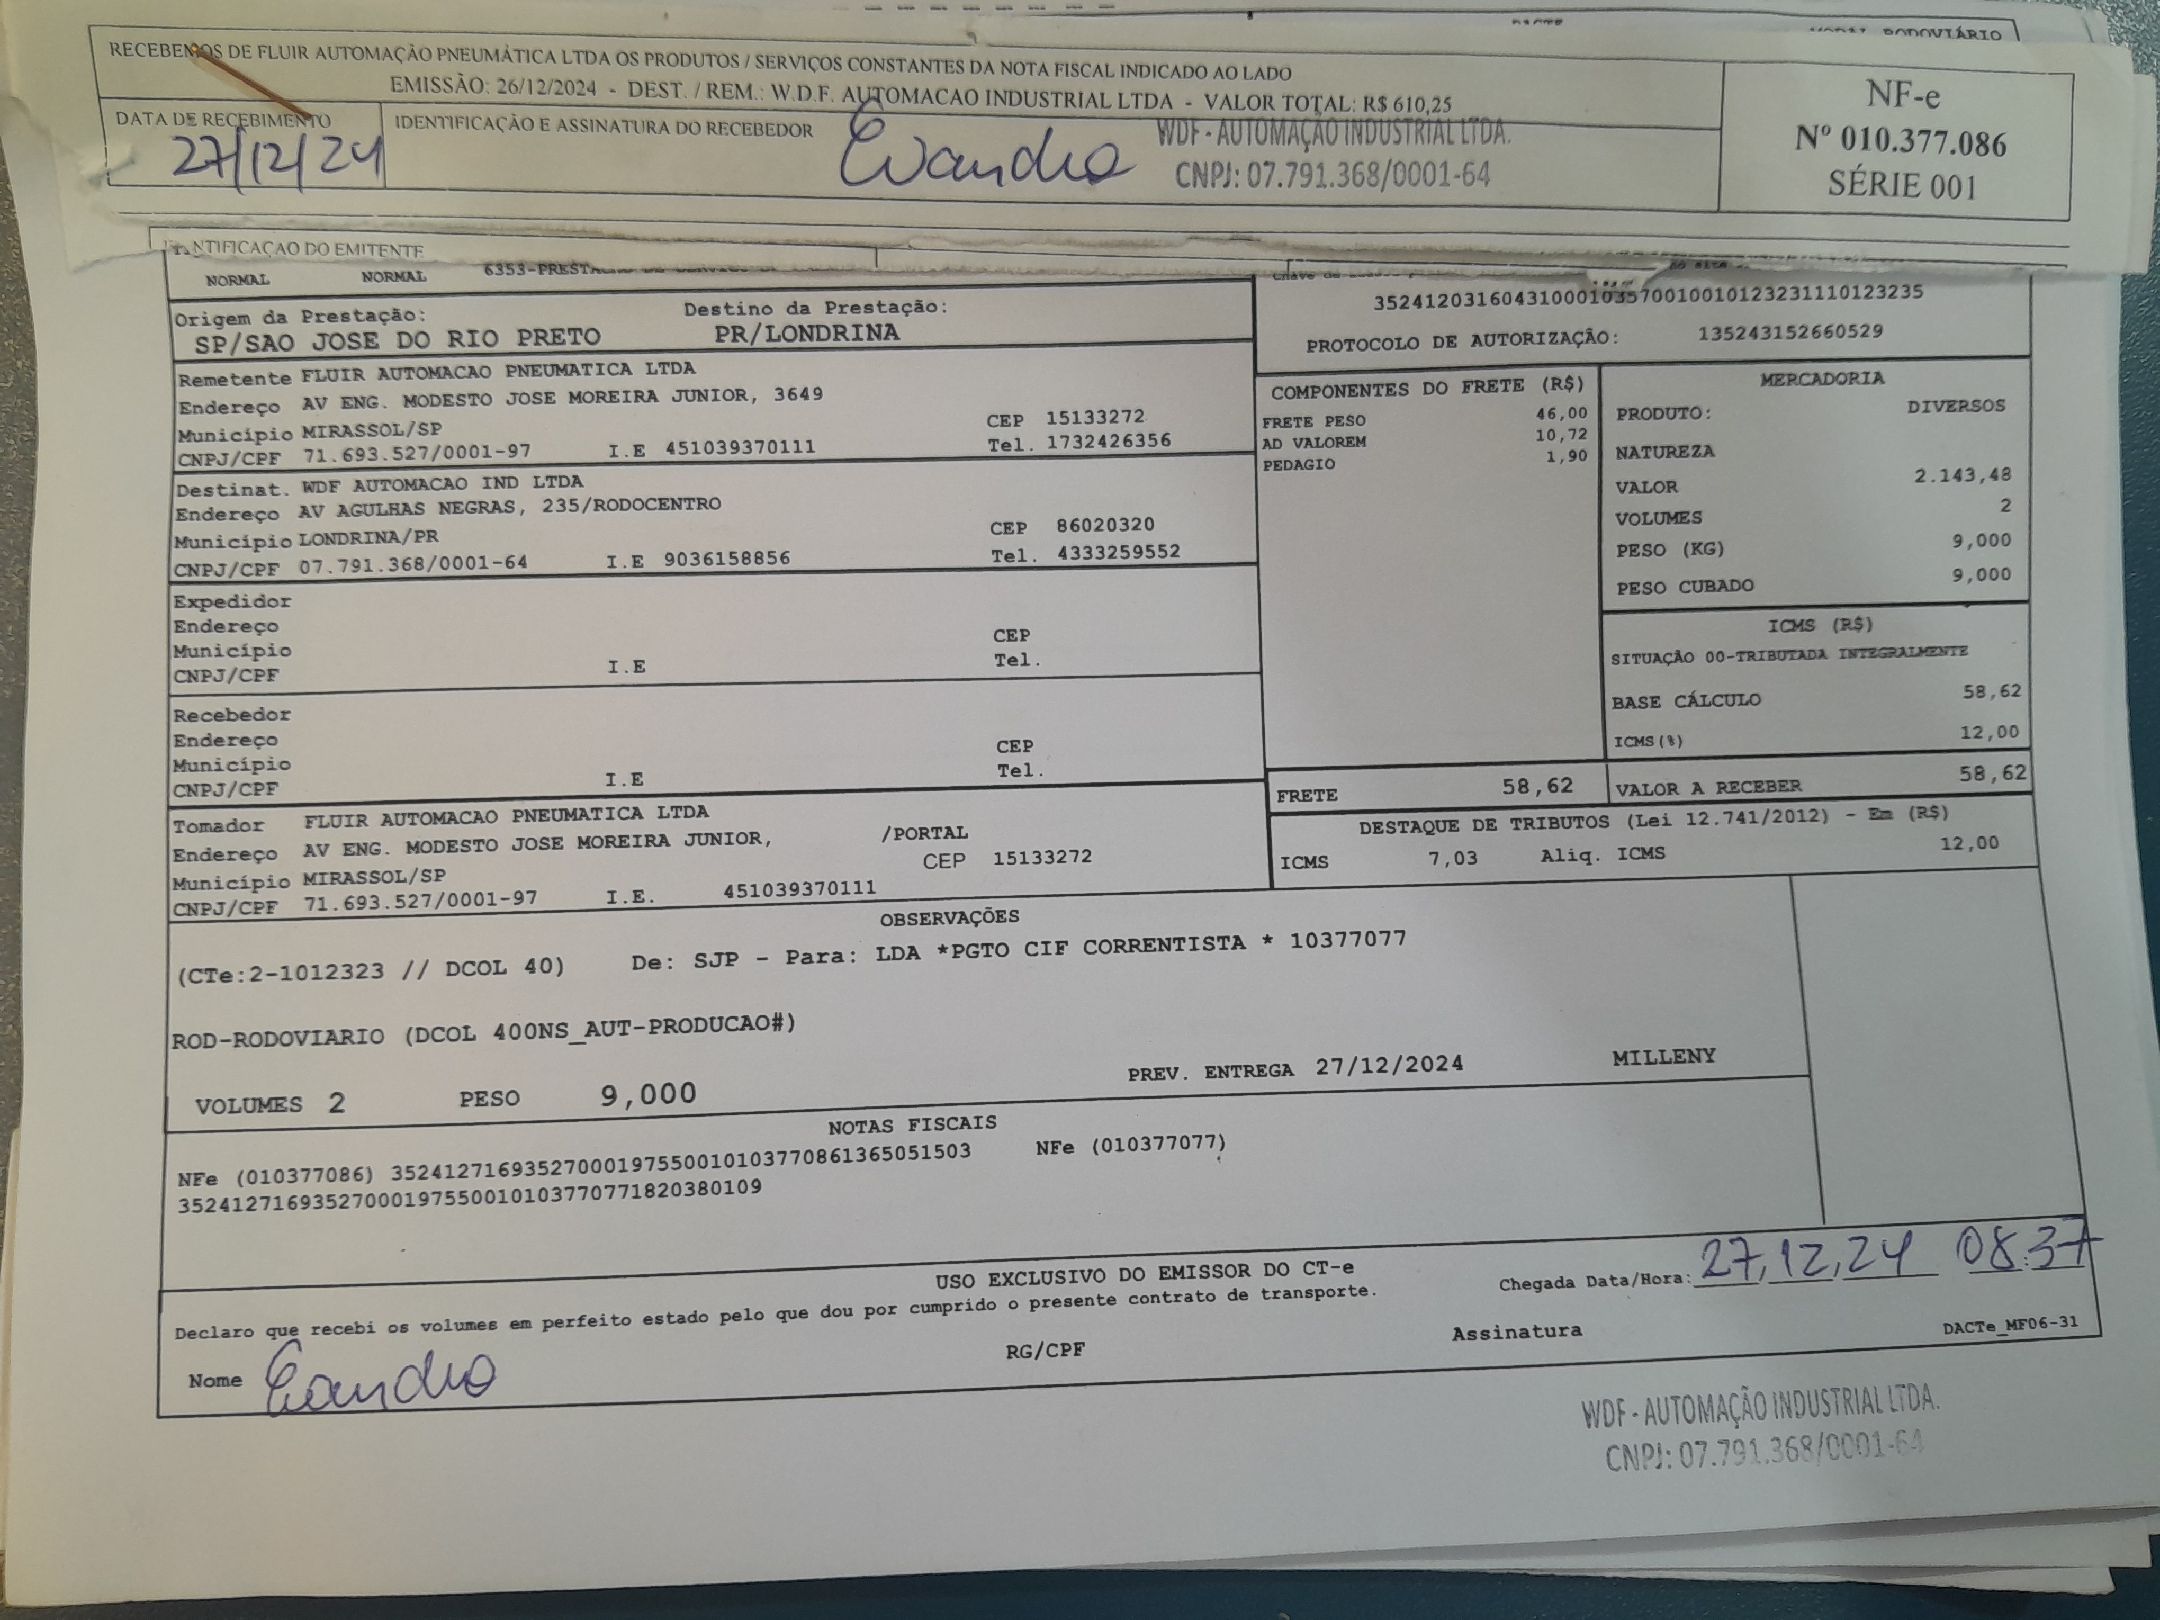 RODOVIÁRIO
RECEBEMOS DE FLUIR AUTOMAÇÃO PNEUMÁTICA LTDA OS PRODUTOS / SERVIÇOS CONSTANTES DA NOTA FISCAL INDICADO AO LADO
EMISSÃO: 26/12/2024 - DEST. / REM.: W.D.F. AUTOMACAO INDUSTRIAL LTDA - VALOR TOTAL: R$ 610,25
DATA DE RECEBIMENTO
27/12/24
IDENTIFICAÇÃO E ASSINATURA DO RECEBEDOR
Evandro
WDF - AUTOMAÇÃO INDUSTRIAL LTDA.
CNPJ: 07.791.368/0001-64
NF-e
Nº 010.377.086
SÉRIE 001
NTIFICAÇAO DO EMITENTE
NORMAL NORMAL
35241203160431000103570010010123231110123235
PROTOCOLO DE AUTORIZAÇÃO: 135243152660529
Origem da Prestação: Destino da Prestação:
SP/SAO JOSE DO RIO PRETO PR/LONDRINA
Remetente FLUIR AUTOMACAO PNEUMATICA LTDA
Endereço AV ENG. MODESTO JOSE MOREIRA JUNIOR, 3649
Município MIRASSOL/SP CEP 15133272
CNPJ/CPF 71.693.527/0001-97 I.E 451039370111 Tel. 1732426356
Destinat. WDF AUTOMACAO IND LTDA
Endereço AV AGULHAS NEGRAS, 235/RODOCENTRO
Município LONDRINA/PR CEP 86020320
CNPJ/CPF 07.791.368/0001-64 I.E 9036158856 Tel. 4333259552
Expedidor
Endereço
Município CEP
CNPJ/CPF I.E Tel.
Recebedor
Endereço
Município CEP
CNPJ/CPF I.E Tel.
Tomador FLUIR AUTOMACAO PNEUMATICA LTDA
Endereço AV ENG. MODESTO JOSE MOREIRA JUNIOR, /PORTAL
Município MIRASSOL/SP CEP 15133272
CNPJ/CPF 71.693.527/0001-97 I.E. 451039370111
COMPONENTES DO FRETE (R$)
FRETE PESO 46,00
AD VALOREM 10,72
PEDAGIO 1,90
MERCADORIA
PRODUTO: DIVERSOS
NATUREZA
VALOR 2.143,48
VOLUMES 2
PESO (KG) 9,000
PESO CUBADO 9,000
ICMS (R$)
SITUAÇÃO 00-TRIBUTADA INTEGRALMENTE
BASE CÁLCULO 58,62
ICMS(%) 12,00
FRETE 58,62 VALOR A RECEBER 58,62
DESTAQUE DE TRIBUTOS (Lei 12.741/2012) - Em (R$)
ICMS 7,03 Aliq. ICMS 12,00
OBSERVAÇÕES
(CTe:2-1012323 // DCOL 40) De: SJP - Para: LDA *PGTO CIF CORRENTISTA * 10377077
ROD-RODOVIARIO (DCOL 400NS_AUT-PRODUCAO#)
VOLUMES 2 PESO 9,000 PREV. ENTREGA 27/12/2024 MILLENY
NOTAS FISCAIS
NFe (010377086) 35241271693527000197550010103770861365051503 NFe (010377077)
35241271693527000197550010103770771820380109
USO EXCLUSIVO DO EMISSOR DO CT-e
Chegada Data/Hora: 27,12,24 08:37
Declaro que recebi os volumes em perfeito estado pelo que dou por cumprido o presente contrato de transporte.
Nome Evandro RG/CPF Assinatura DACTe_MF06-31
WDF - AUTOMAÇÃO INDUSTRIAL LTDA.
CNPJ: 07.791.368/0001-64